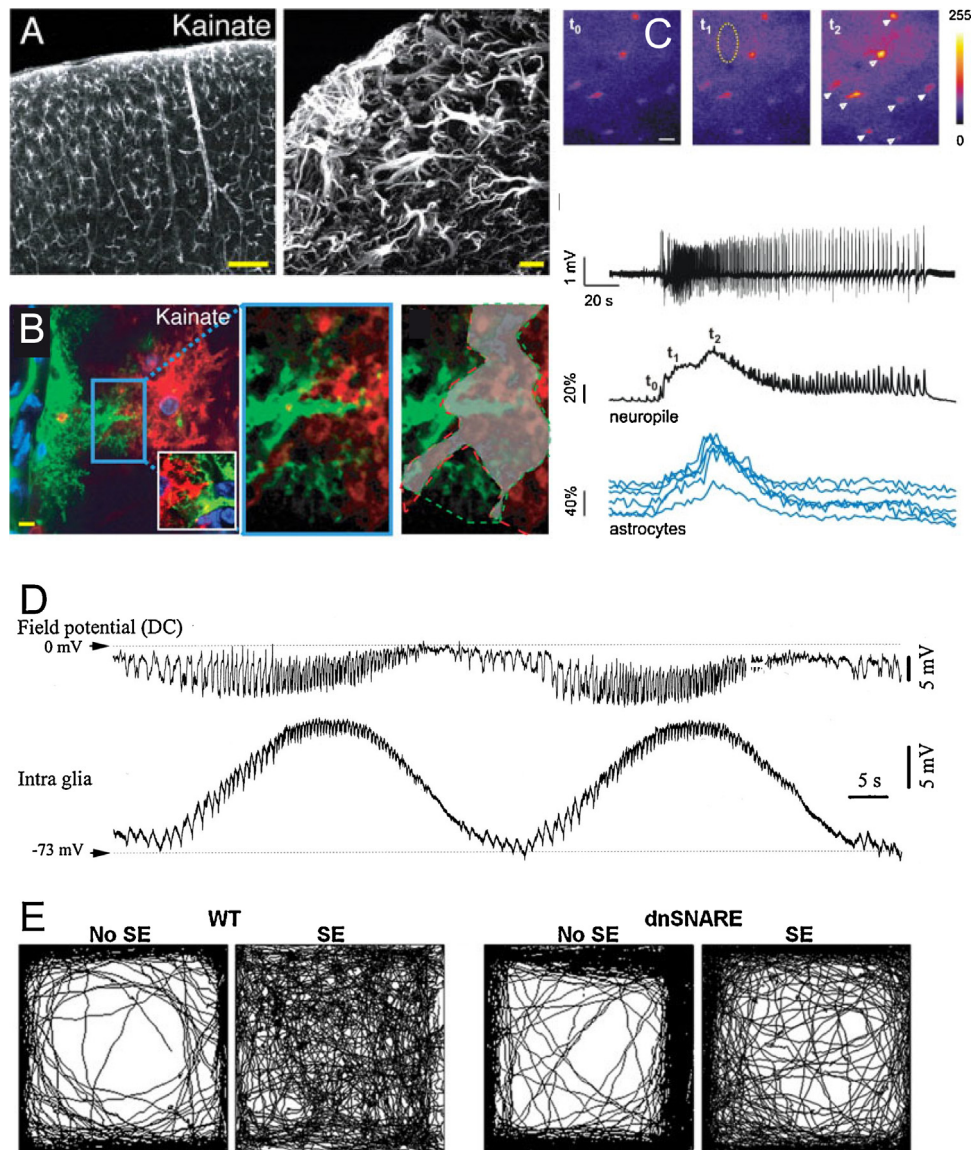 A
Kainate
C
t0
t1
t2
255
0
1 mV
20 s
B
Kainate
t0
t1
t2
20%
neuropile
40%
astrocytes
D
Field potential (DC)
0 mV
5 mV
Intra glia
5 mV
5 s
-73 mV
E
WT
dnSNARE
No SE
SE
No SE
SE